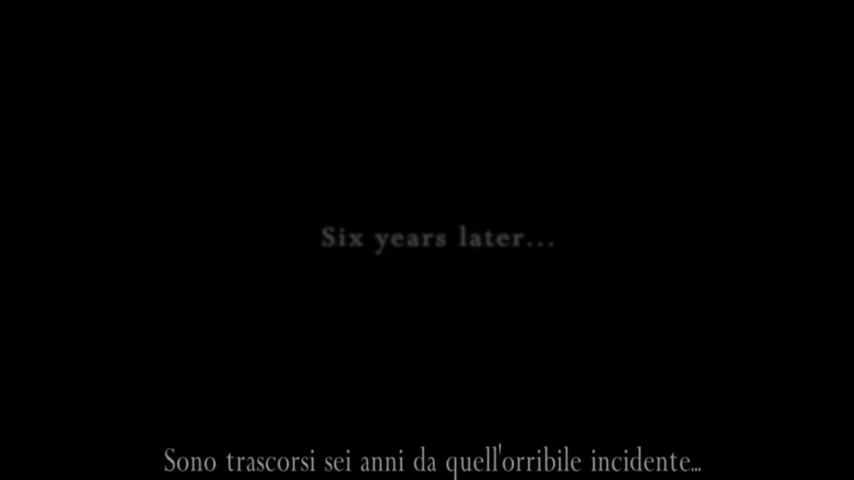 Six years later...
Sono trascorsi sei anni da quell'orribile incidente...